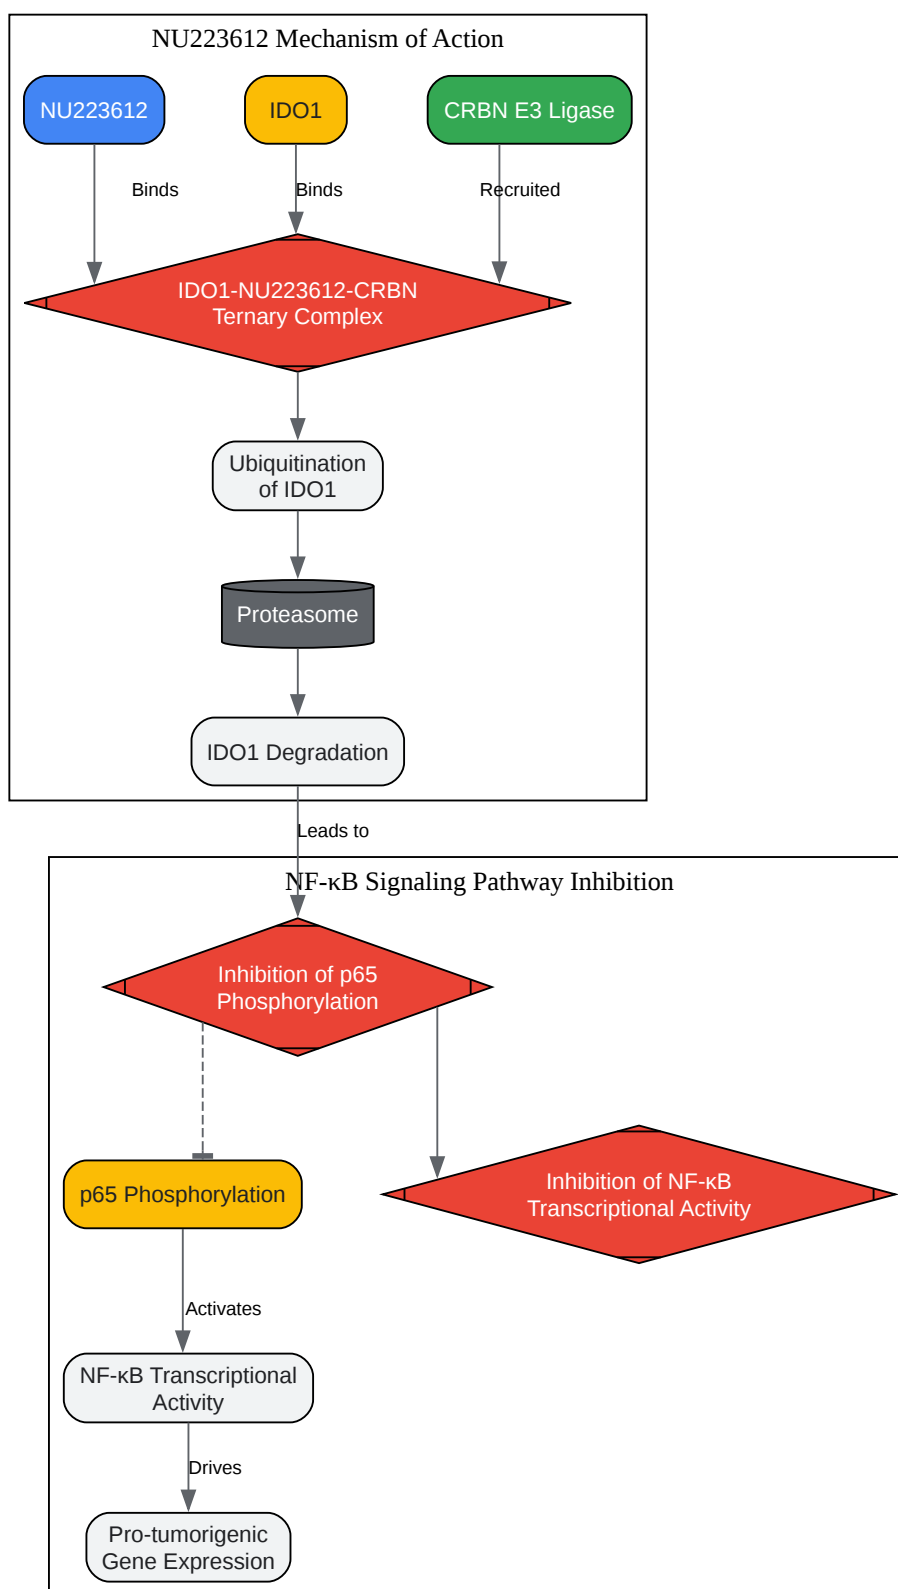 NU223612 Mechanism of Action
NU223612
IDO1
CRBN E3 Ligase
Binds
Binds
Recruited
IDO1-NU223612-CRBN
Ternary Complex
Ubiquitination
of IDO1
Proteasome
IDO1 Degradation
Leads to
NF-κB Signaling Pathway Inhibition
Inhibition of p65
Phosphorylation
p65 Phosphorylation
Inhibition of NF-κB
Transcriptional Activity
Activates
NF-κB Transcriptional
Activity
Drives
Pro-tumorigenic
Gene Expression